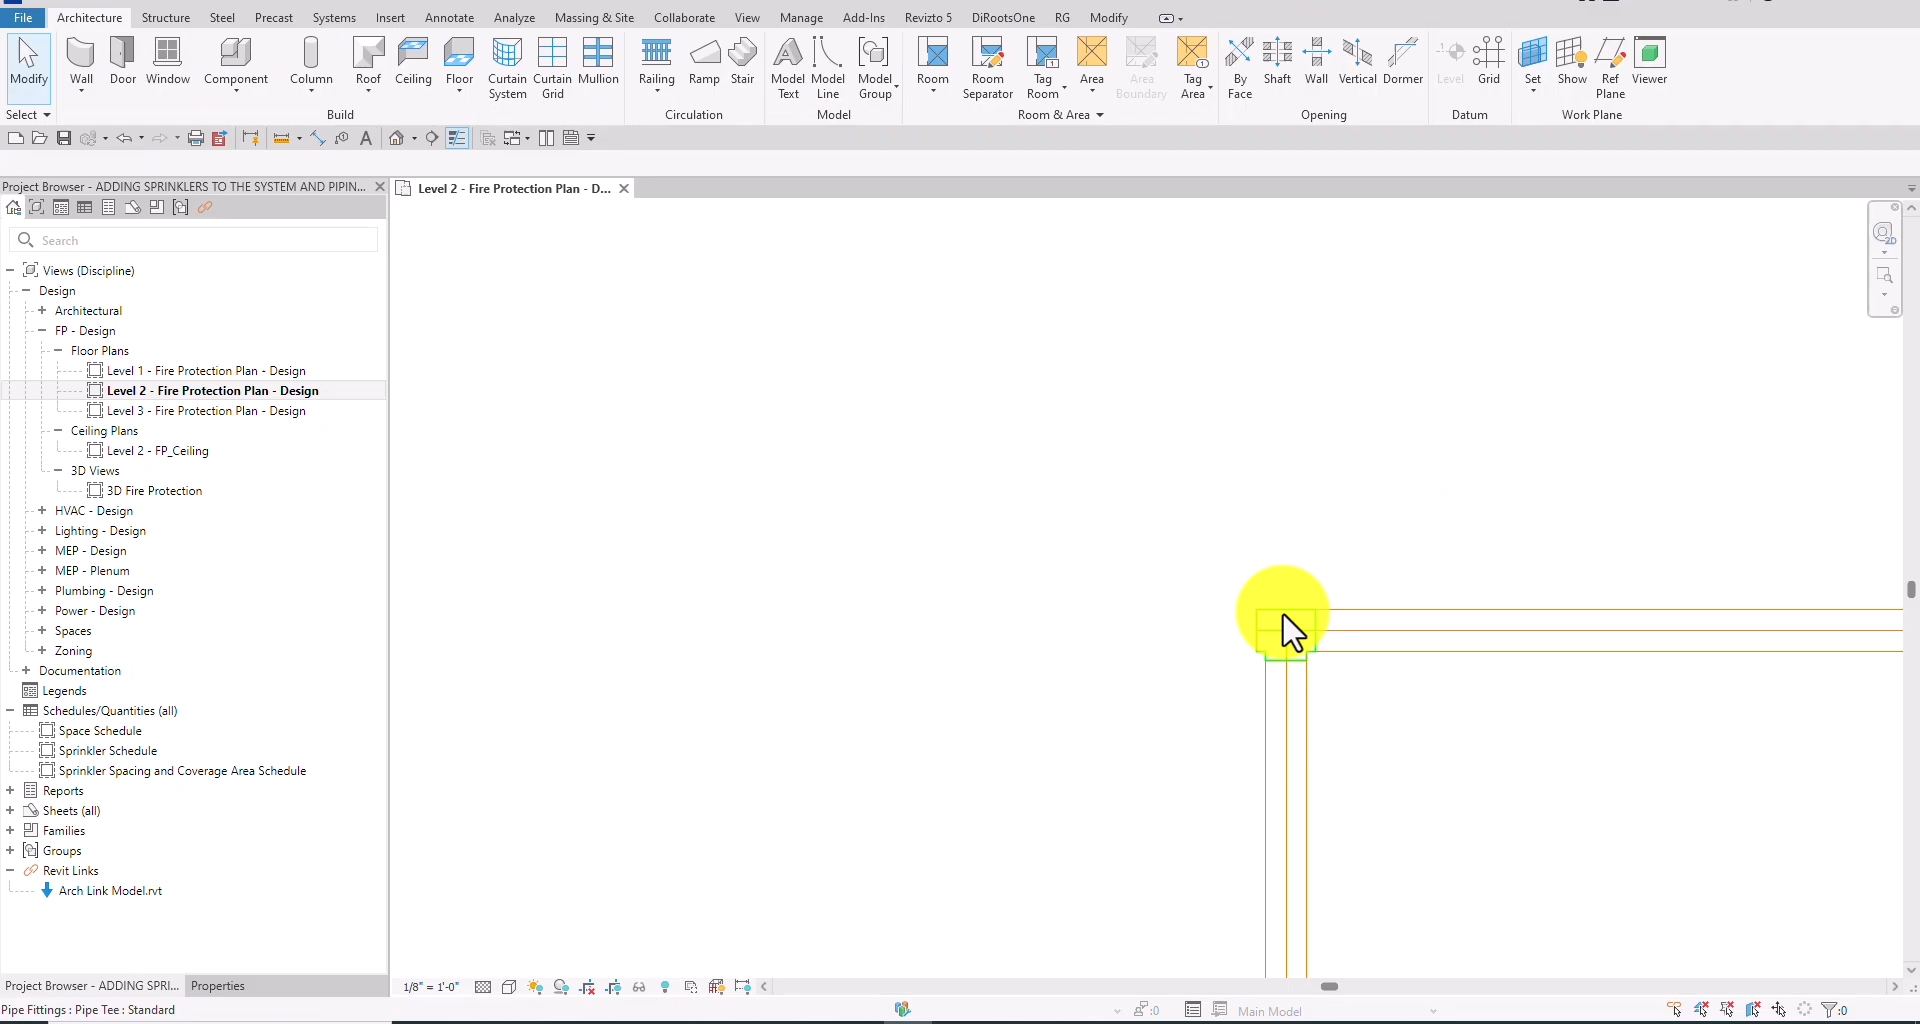 File Architecture Structure Steel Precast Systems Insert Annotate Analyze Massing & Site Collaborate View Manage Add-Ins Revizto 5 DiRootsOne RG Modify
Modify Wall Door Window Component Column Roof Ceiling Floor Curtain System Curtain Grid Mullion Railing Ramp Stair Model Text Model Line Model Group Room Room Separator Tag Room Area Area Boundary Tag Area By Face Shaft Wall Vertical Dormer Level Grid Set Show Ref Plane Viewer
Select Build Circulation Model Room & Area Opening Datum Work Plane
Project Browser - ADDING SPRINKLERS TO THE SYSTEM AND PIPIN...
Level 2 - Fire Protection Plan - D...
2D
Search
Views (Discipline)
Design
Architectural
FP - Design
Floor Plans
Level 1 - Fire Protection Plan - Design
Level 2 - Fire Protection Plan - Design
Level 3 - Fire Protection Plan - Design
Ceiling Plans
Level 2 - FP_Ceiling
3D Views
3D Fire Protection
HVAC - Design
Lighting - Design
MEP - Design
MEP - Plenum
Plumbing - Design
Power - Design
Spaces
Zoning
Documentation
Legends
Schedules/Quantities (all)
Space Schedule
Sprinkler Schedule
Sprinkler Spacing and Coverage Area Schedule
Reports
Sheets (all)
Families
Groups
Revit Links
Arch Link Model.rvt
Project Browser - ADDING SPRI... Properties
1/8" = 1'-0"
Pipe Fittings : Pipe Tee : Standard
:0
Main Model
:0